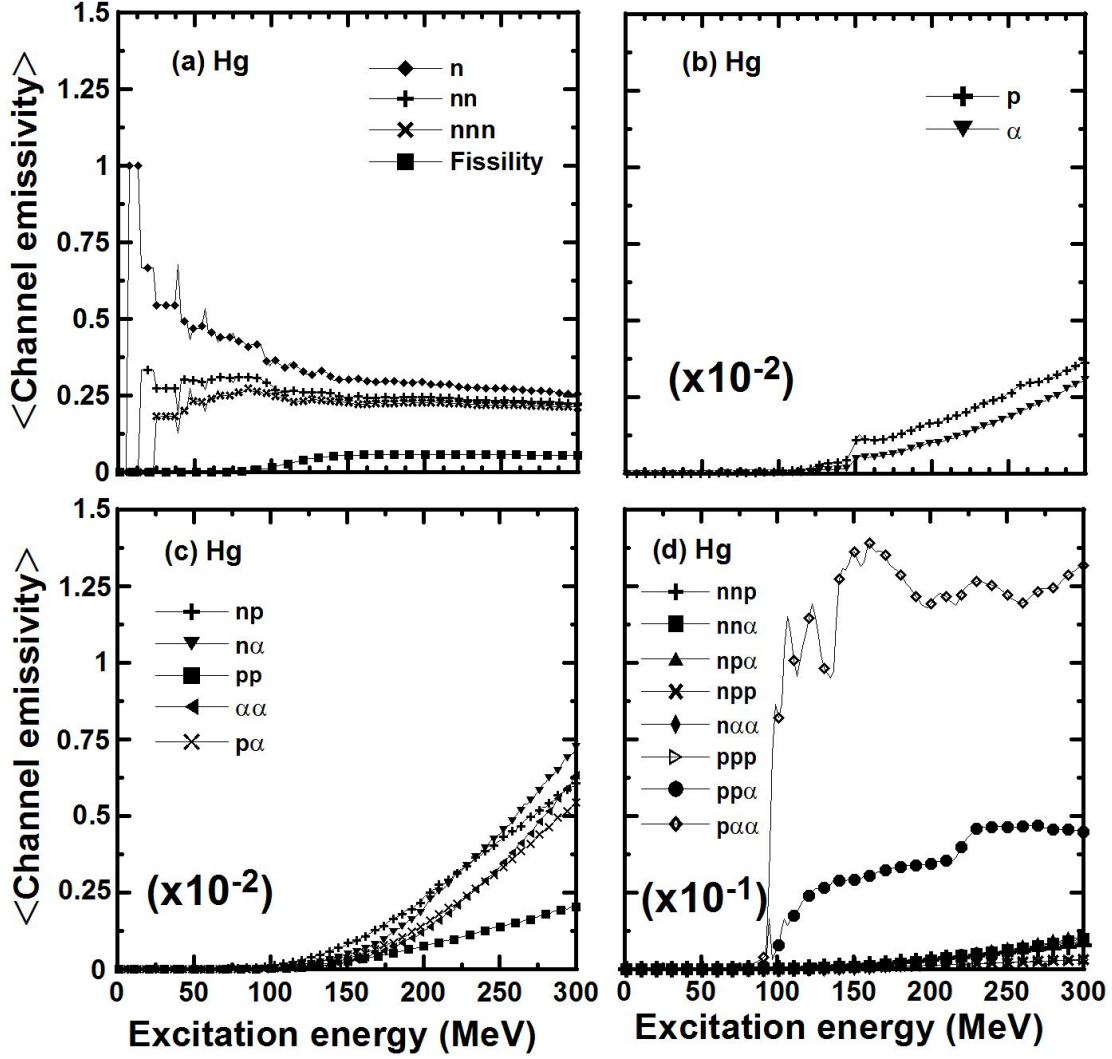 <Channel emissivity>
1.5
1.25
1
0.75
0.5
0.25
0
(a) Hg
n
nn
nnn
Fissility
(b) Hg
p
α
(x10-2)
<Channel emissivity>
1.5
1.25
1
0.75
0.5
0.25
0
(c) Hg
np
nα
pp
αα
pα
(x10-2)
0 50 100 150 200 250 300
Excitation energy (MeV)
(d) Hg
nnp
nnα
npα
npp
nαα
ppp
ppα
pαα
(x10-1)
0 50 100 150 200 250 300
Excitation energy (MeV)